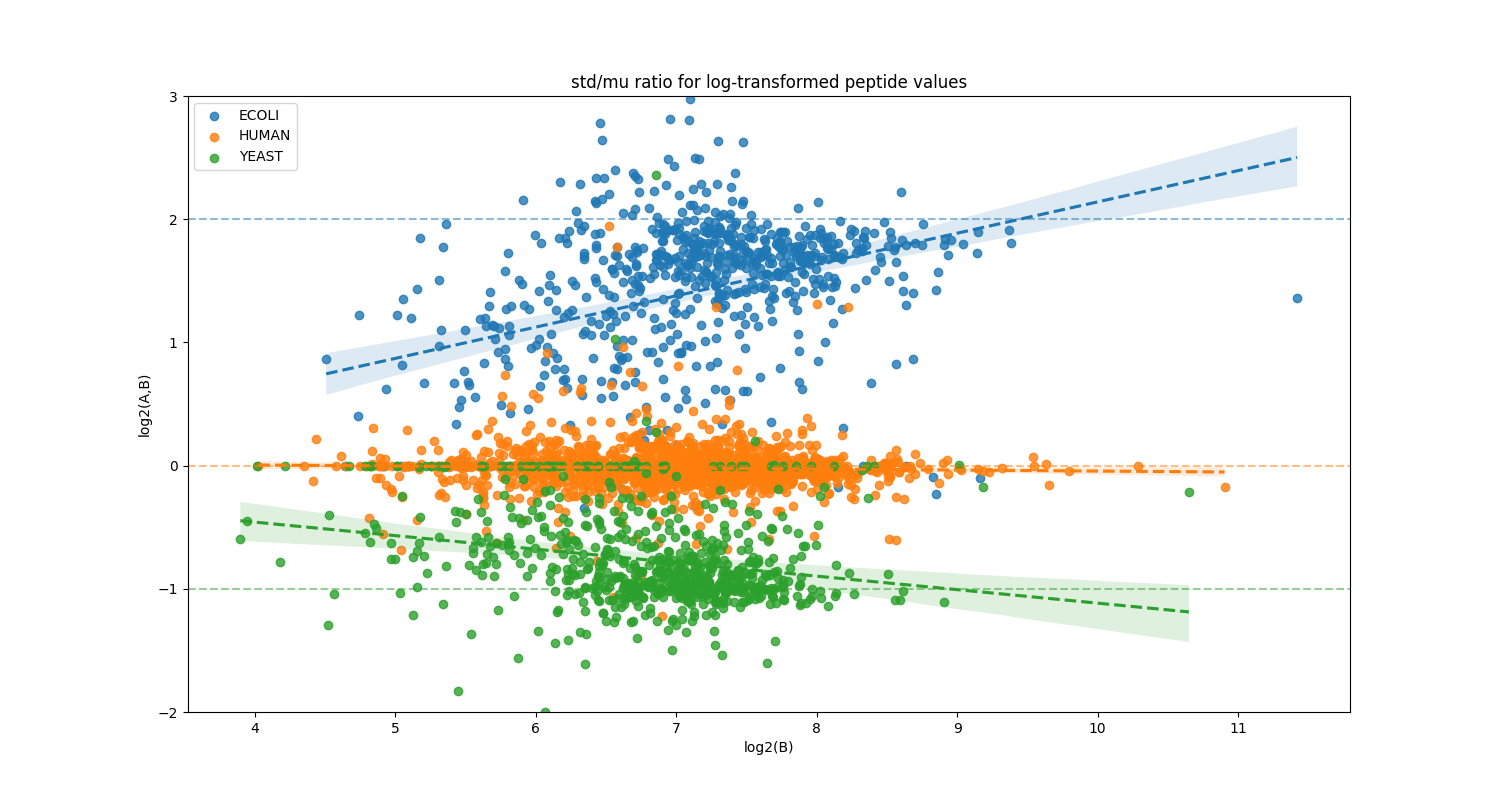 std/mu ratio for log-transformed peptide values
ECOLI
HUMAN
YEAST
log2(A,B)
3
2
1
0
−1
−2
4 5 6 7 8 9 10 11
log2(B)